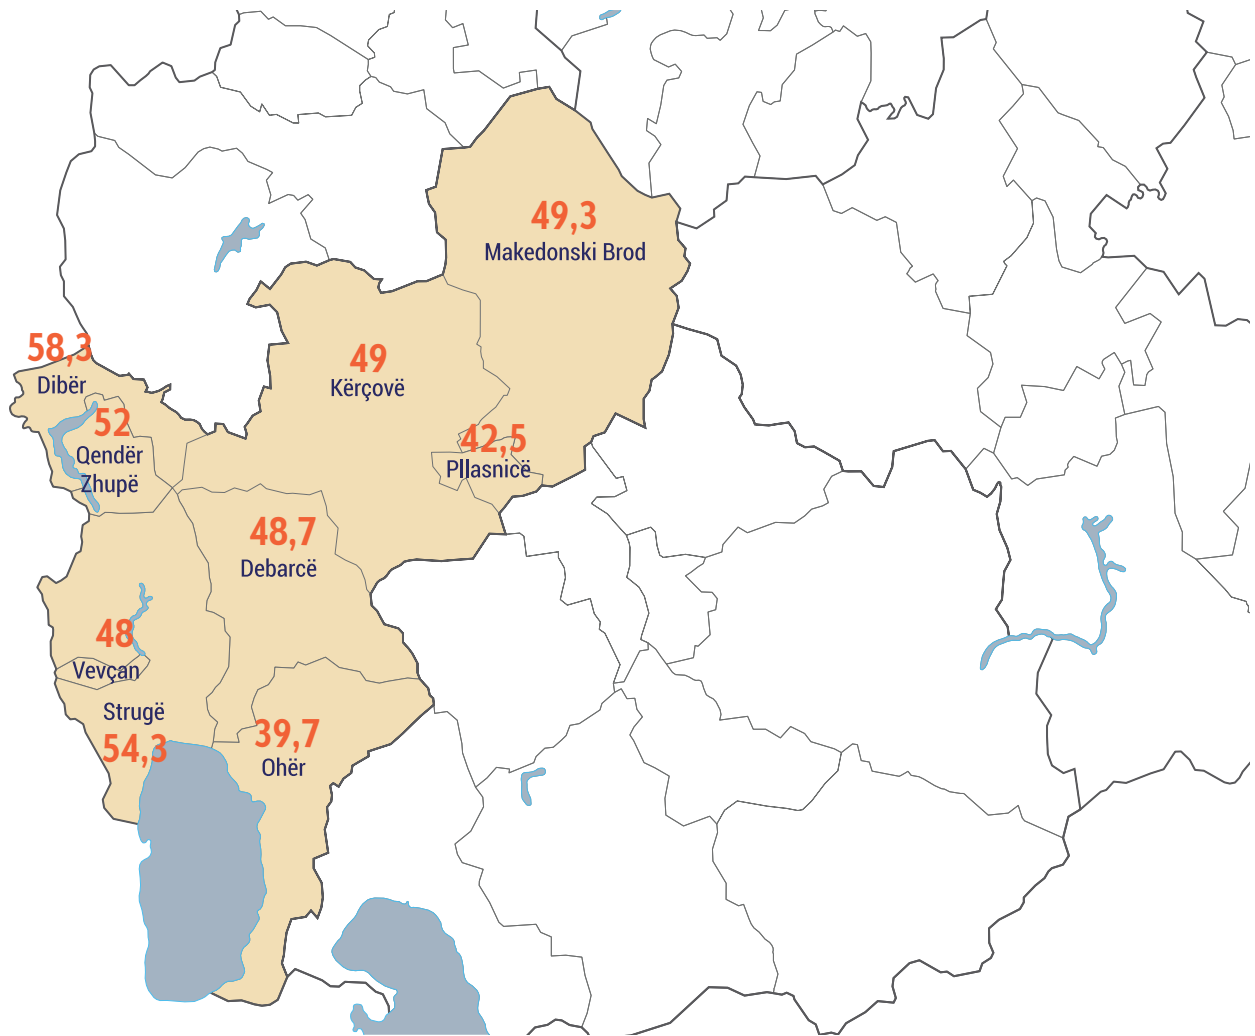 49,3
Makedonski Brod
58,3
Dibër
49
Kërçovë
52
Qendër
Zhupë
42,5
Pllasnicë
48,7
Debarcë
48
Vevçan
Strugë
54,3
39,7
Ohër